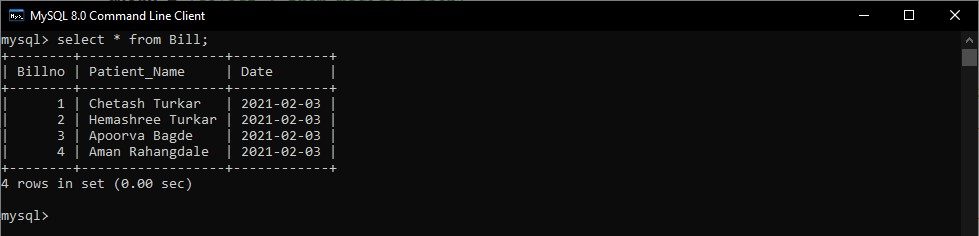 MySQL 8.0 Command Line Client
mysql> select * from Bill;
+--------+------------------+------------+
| Billno | Patient_Name     | Date       |
+--------+------------------+------------+
|      1 | Chetash Turkar   | 2021-02-03 |
|      2 | Hemashree Turkar | 2021-02-03 |
|      3 | Apoorva Bagde    | 2021-02-03 |
|      4 | Aman Rahangdale  | 2021-02-03 |
+--------+------------------+------------+
4 rows in set (0.00 sec)
mysql>